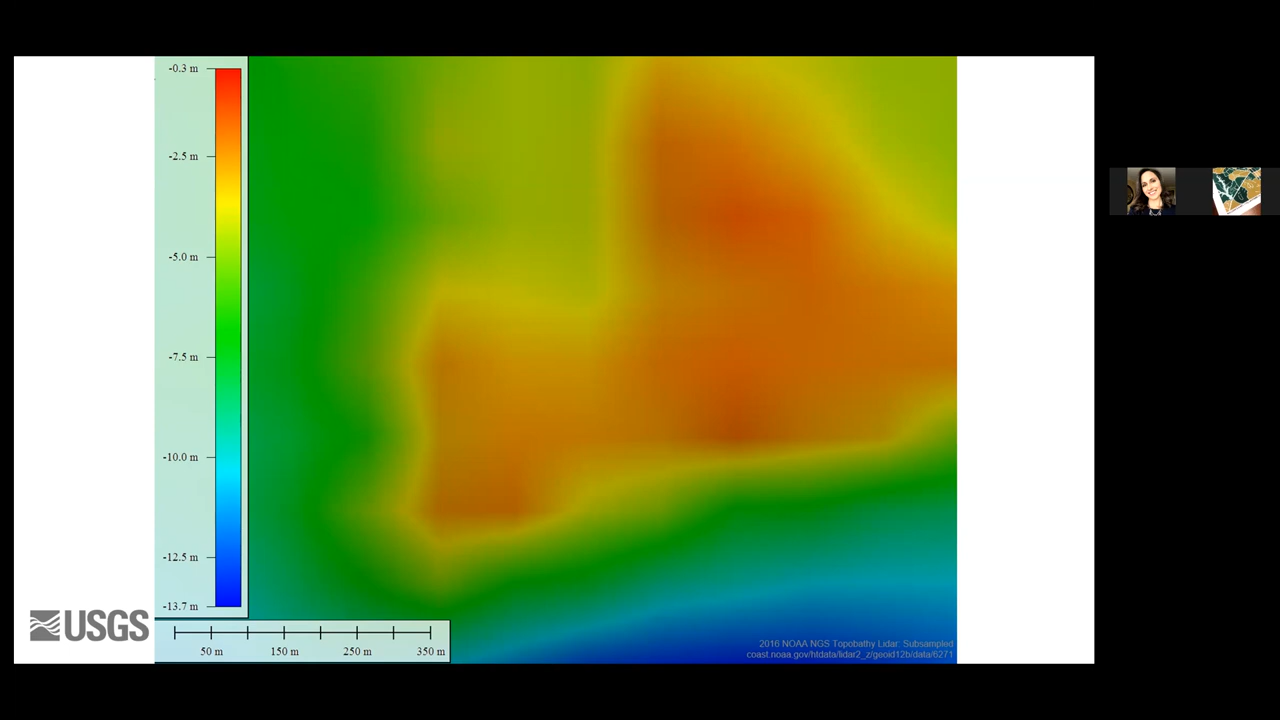 -0.3 m
-2.5 m
-5.0 m
-7.5 m
-10.0 m
-12.5 m
-13.7 m
USGS
50 m 150 m 250 m 350 m
2016 NOAA NGS Topobathy Lidar: Subsampled
coast.noaa.gov/htdata/lidar2_z/geoid12b/data/6271